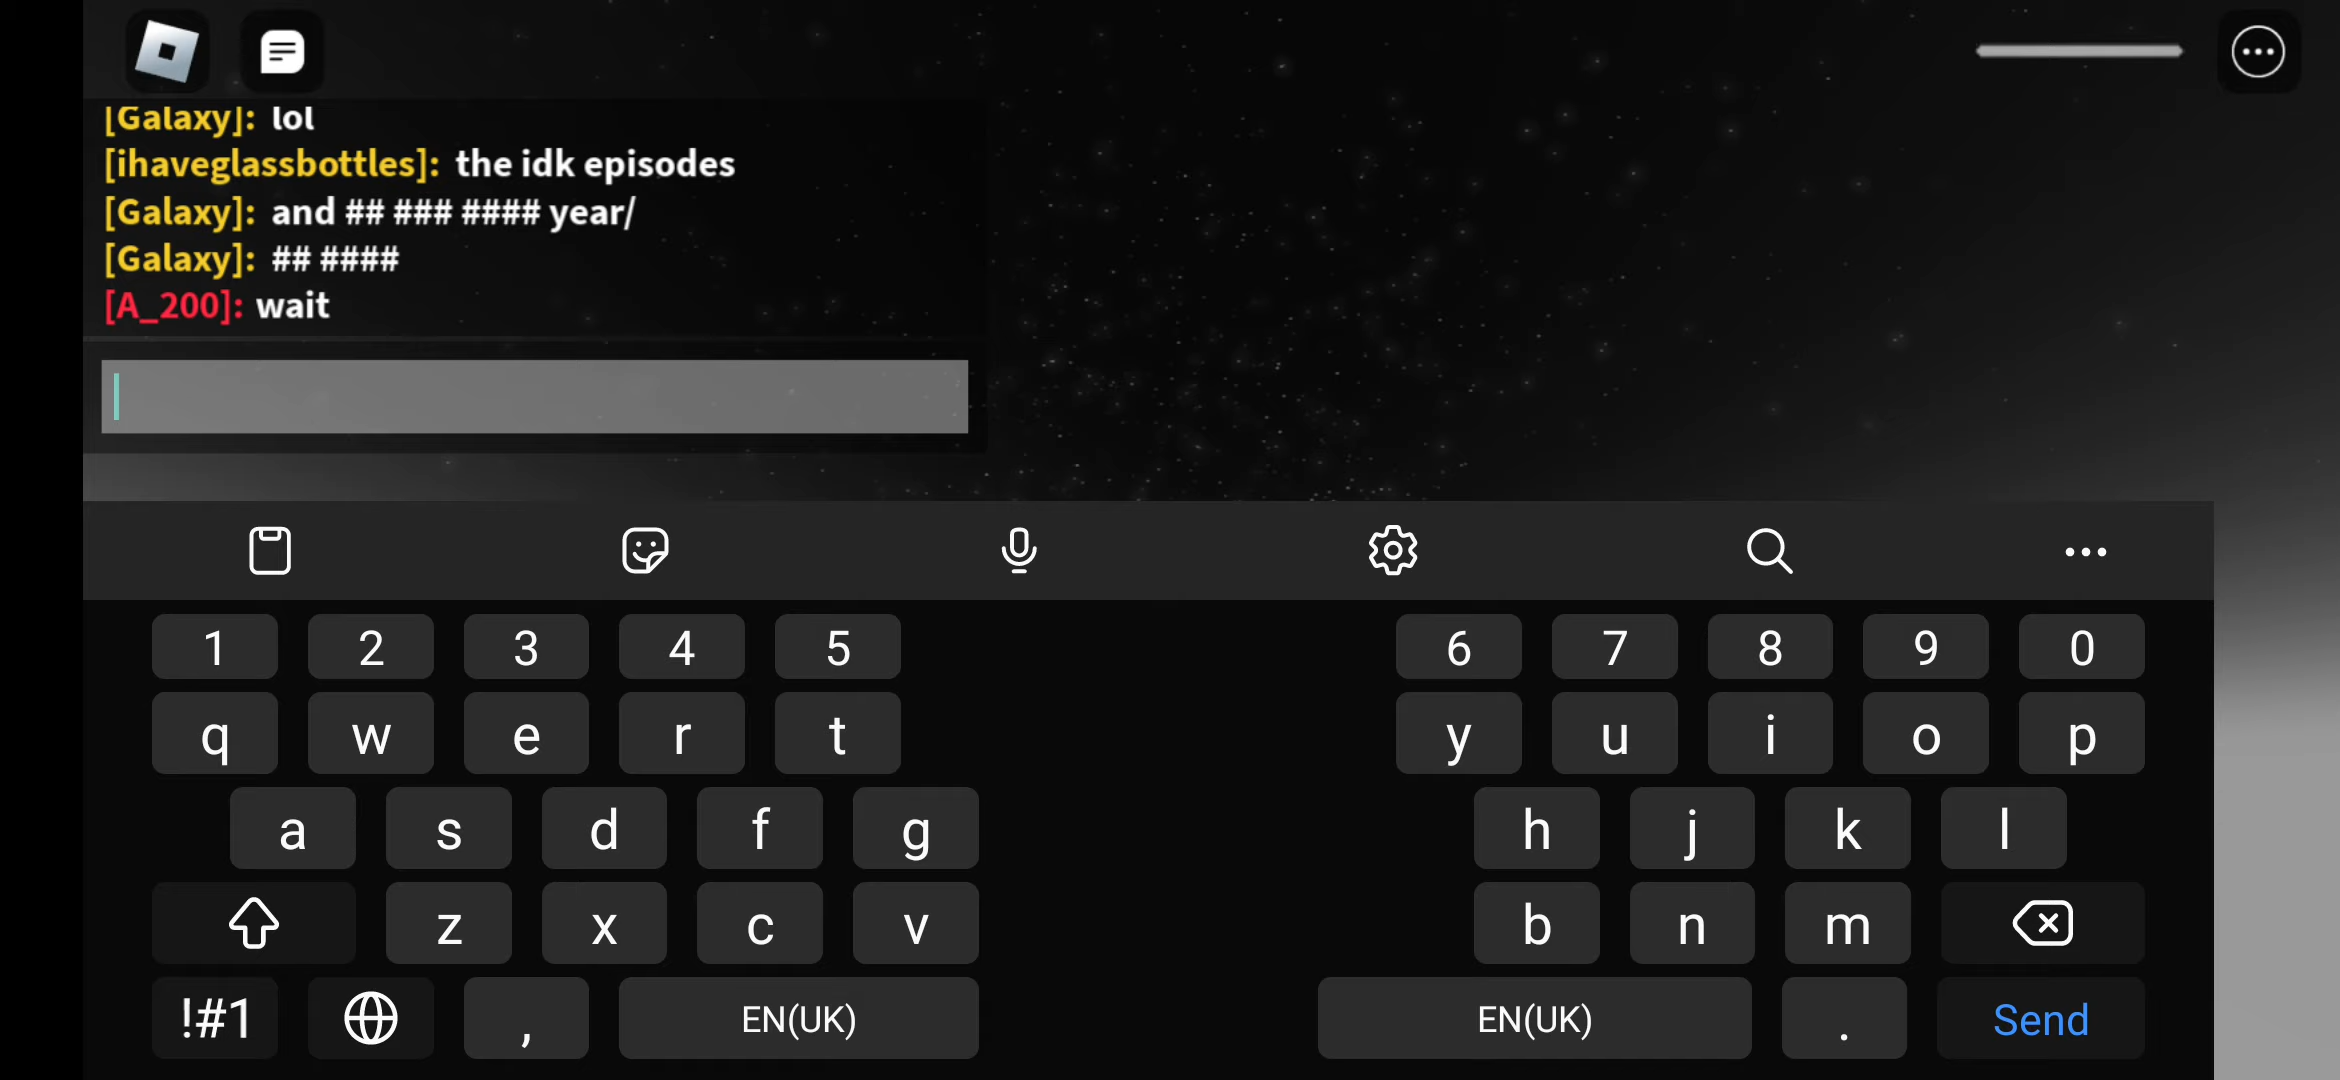 [Galaxy]: lol
[ihaveglassbottles]: the idk episodes
[Galaxy]: and ## ### #### year/
[Galaxy]: ## ####
[A_200]: wait
1 2 3 4 5 6 7 8 9 0
q w e r t y u i o p
a s d f g h j k l
z x c v b n m
!#1 , EN(UK) EN(UK) . Send